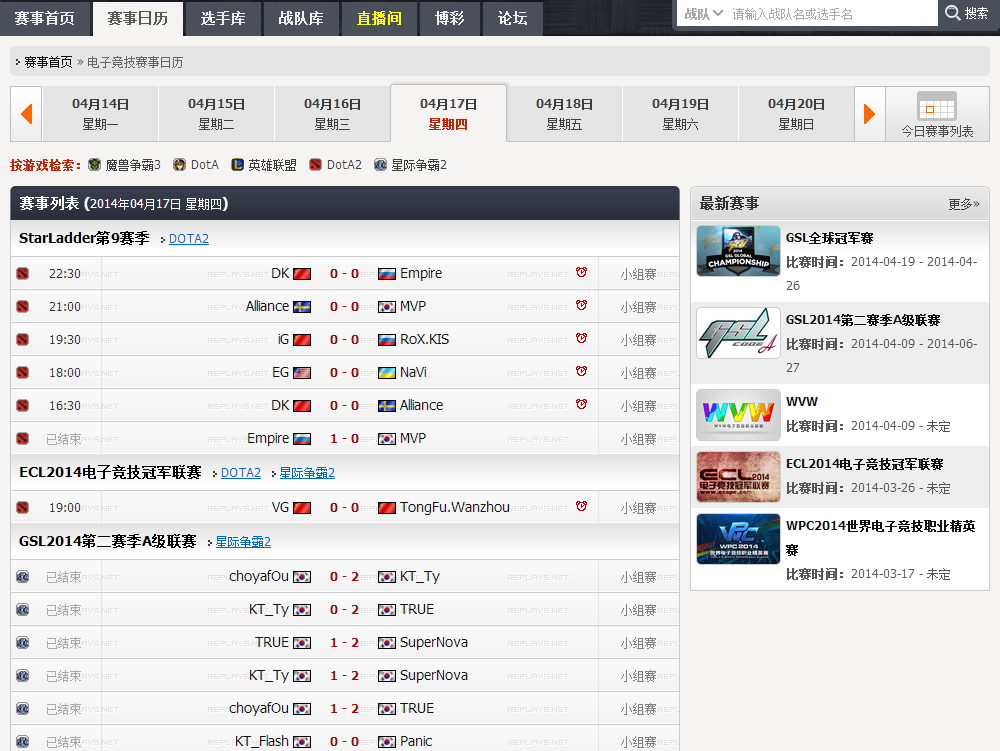 赛事首页 赛事日历 选手库 战队库 直播间 博彩 论坛 战队 请输入战队名或选手名 搜索
赛事首页 » 电子竞技赛事日历
04月14日 04月15日 04月16日 04月17日 04月18日 04月19日 04月20日
星期一 星期二 星期三 星期四 星期五 星期六 星期日 今日赛事列表
按游戏检索: 魔兽争霸3 DotA 英雄联盟 DotA2 星际争霸2
赛事列表 (2014年04月17日 星期四)
StarLadder第9赛季 DOTA2
22:30 DK 0 - 0 Empire 小组赛
21:00 Alliance 0 - 0 MVP 小组赛
19:30 iG 0 - 0 RoX.KIS 小组赛
18:00 EG 0 - 0 NaVi 小组赛
16:30 DK 0 - 0 Alliance 小组赛
已结束 Empire 1 - 0 MVP 小组赛
ECL2014电子竞技冠军联赛 DOTA2 星际争霸2
19:00 VG 0 - 0 TongFu.Wanzhou 小组赛
GSL2014第二赛季A级联赛 星际争霸2
已结束 choyafOu 0 - 2 KT_Ty 小组赛
已结束 KT_Ty 0 - 2 TRUE 小组赛
已结束 TRUE 1 - 2 SuperNova 小组赛
已结束 KT_Ty 1 - 2 SuperNova 小组赛
已结束 choyafOu 1 - 2 TRUE 小组赛
已结束 KT_Flash 0 - 0 Panic 小组赛
最新赛事 更多»
GSL全球冠军赛
比赛时间: 2014-04-19 - 2014-04-
26
GSL2014第二赛季A级联赛
比赛时间: 2014-04-09 - 2014-06-
27
WVW
比赛时间: 2014-04-09 - 未定
ECL2014电子竞技冠军联赛
比赛时间: 2014-03-26 - 未定
WPC2014世界电子竞技职业精英
赛
比赛时间: 2014-03-17 - 未定